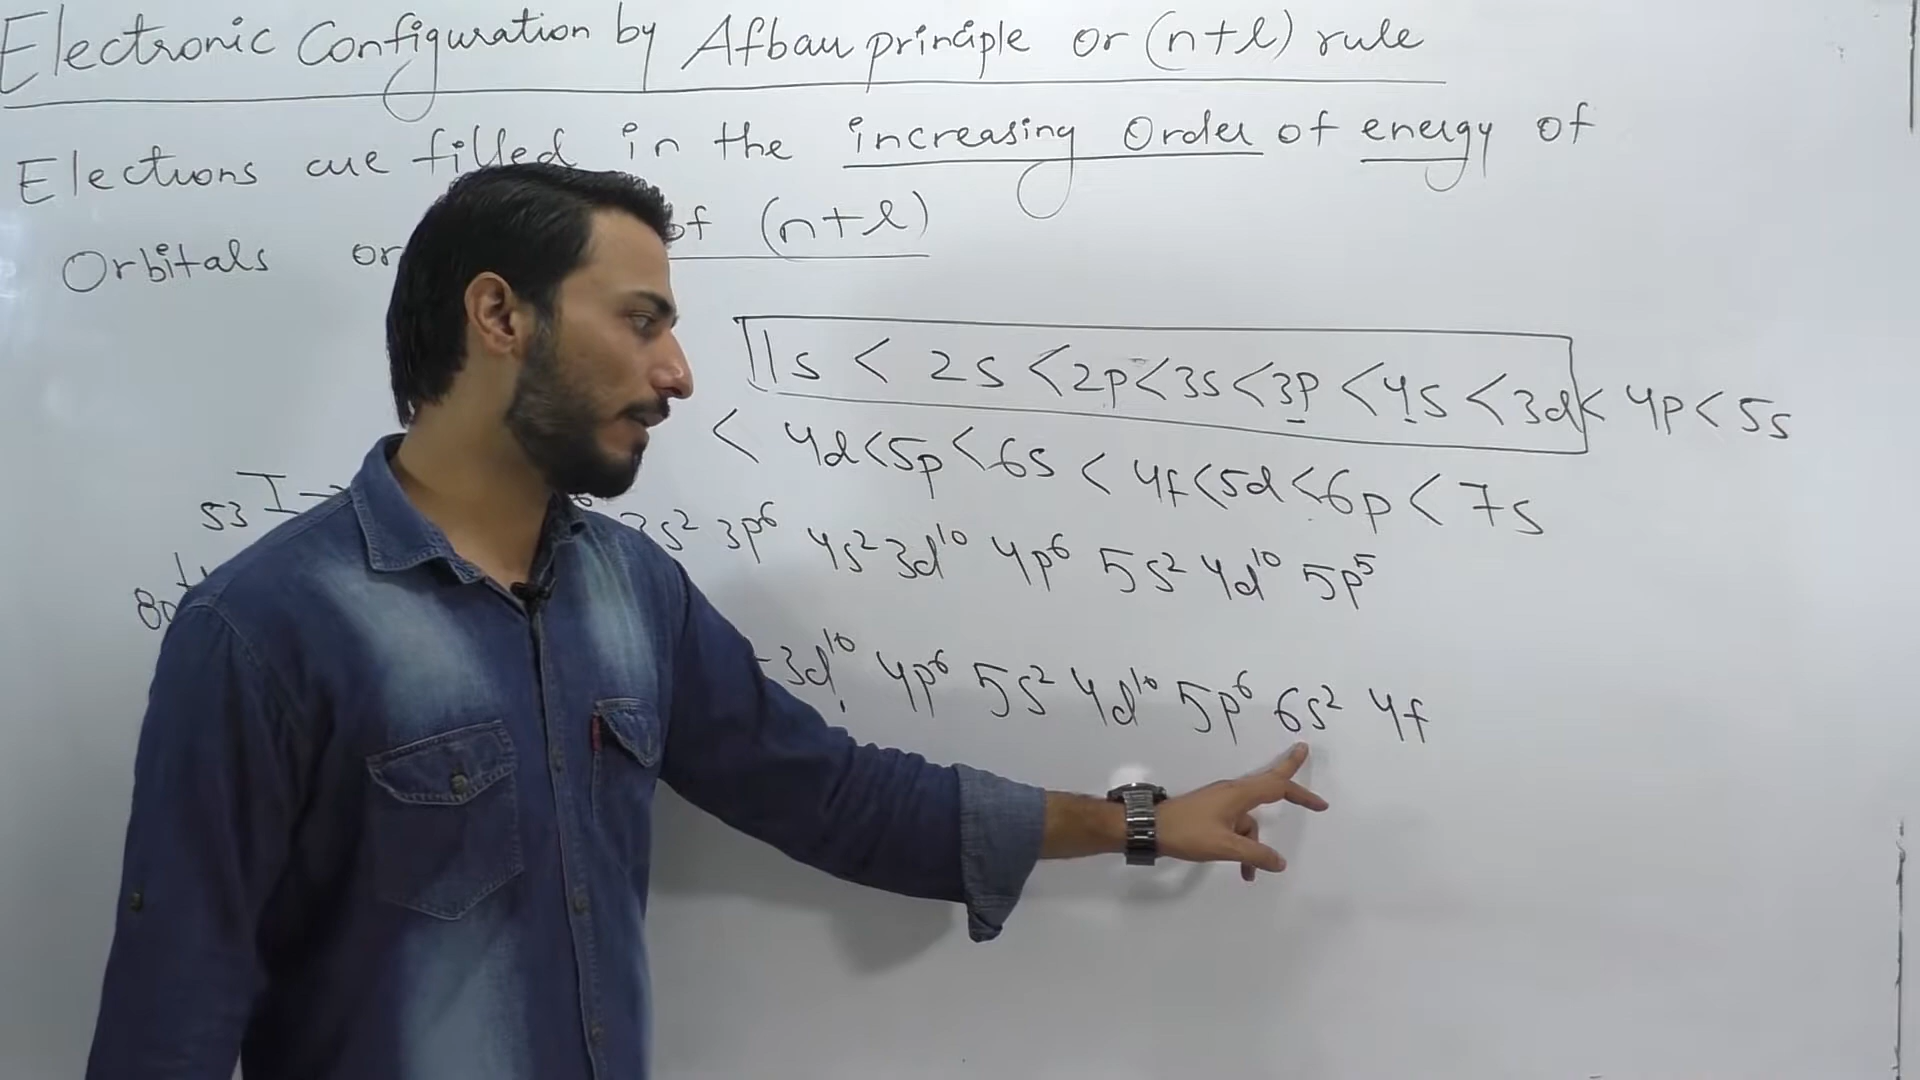 Electronic Configuration by Afbau principle or (n+l) rule
Electrons are filled in the increasing Order of energy of
Orbitals or of (n+l)
1s < 2s < 2p < 3s < 3p < 4s < 3d < 4p < 5s
< 4d < 5p < 6s < 4f < 5d < 6p < 7s
53 I → 3s² 3p⁶ 4s² 3d¹⁰ 4p⁶ 5s² 4d¹⁰ 5p⁵
80
3d¹⁰ 4p⁶ 5s² 4d¹⁰ 5p⁶ 6s² 4f